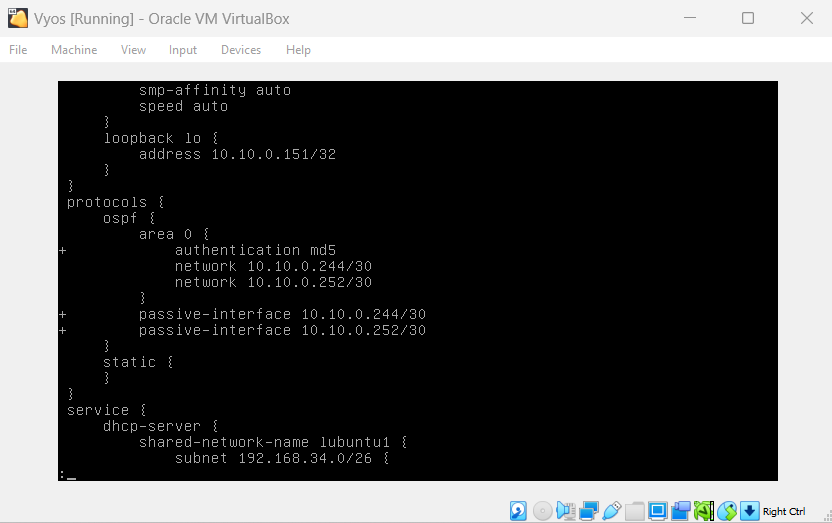 Vyos [Running] - Oracle VM VirtualBox
File Machine View Input Devices Help
smp-affinity auto
speed auto
}
loopback lo {
address 10.10.0.151/32
}
}
protocols {
ospf {
area 0 {
+ authentication md5
network 10.10.0.244/30
network 10.10.0.252/30
}
+ passive-interface 10.10.0.244/30
+ passive-interface 10.10.0.252/30
}
static {
}
}
service {
dhcp-server {
shared-network-name lubuntu1 {
subnet 192.168.34.0/26 {
:_
Right Ctrl